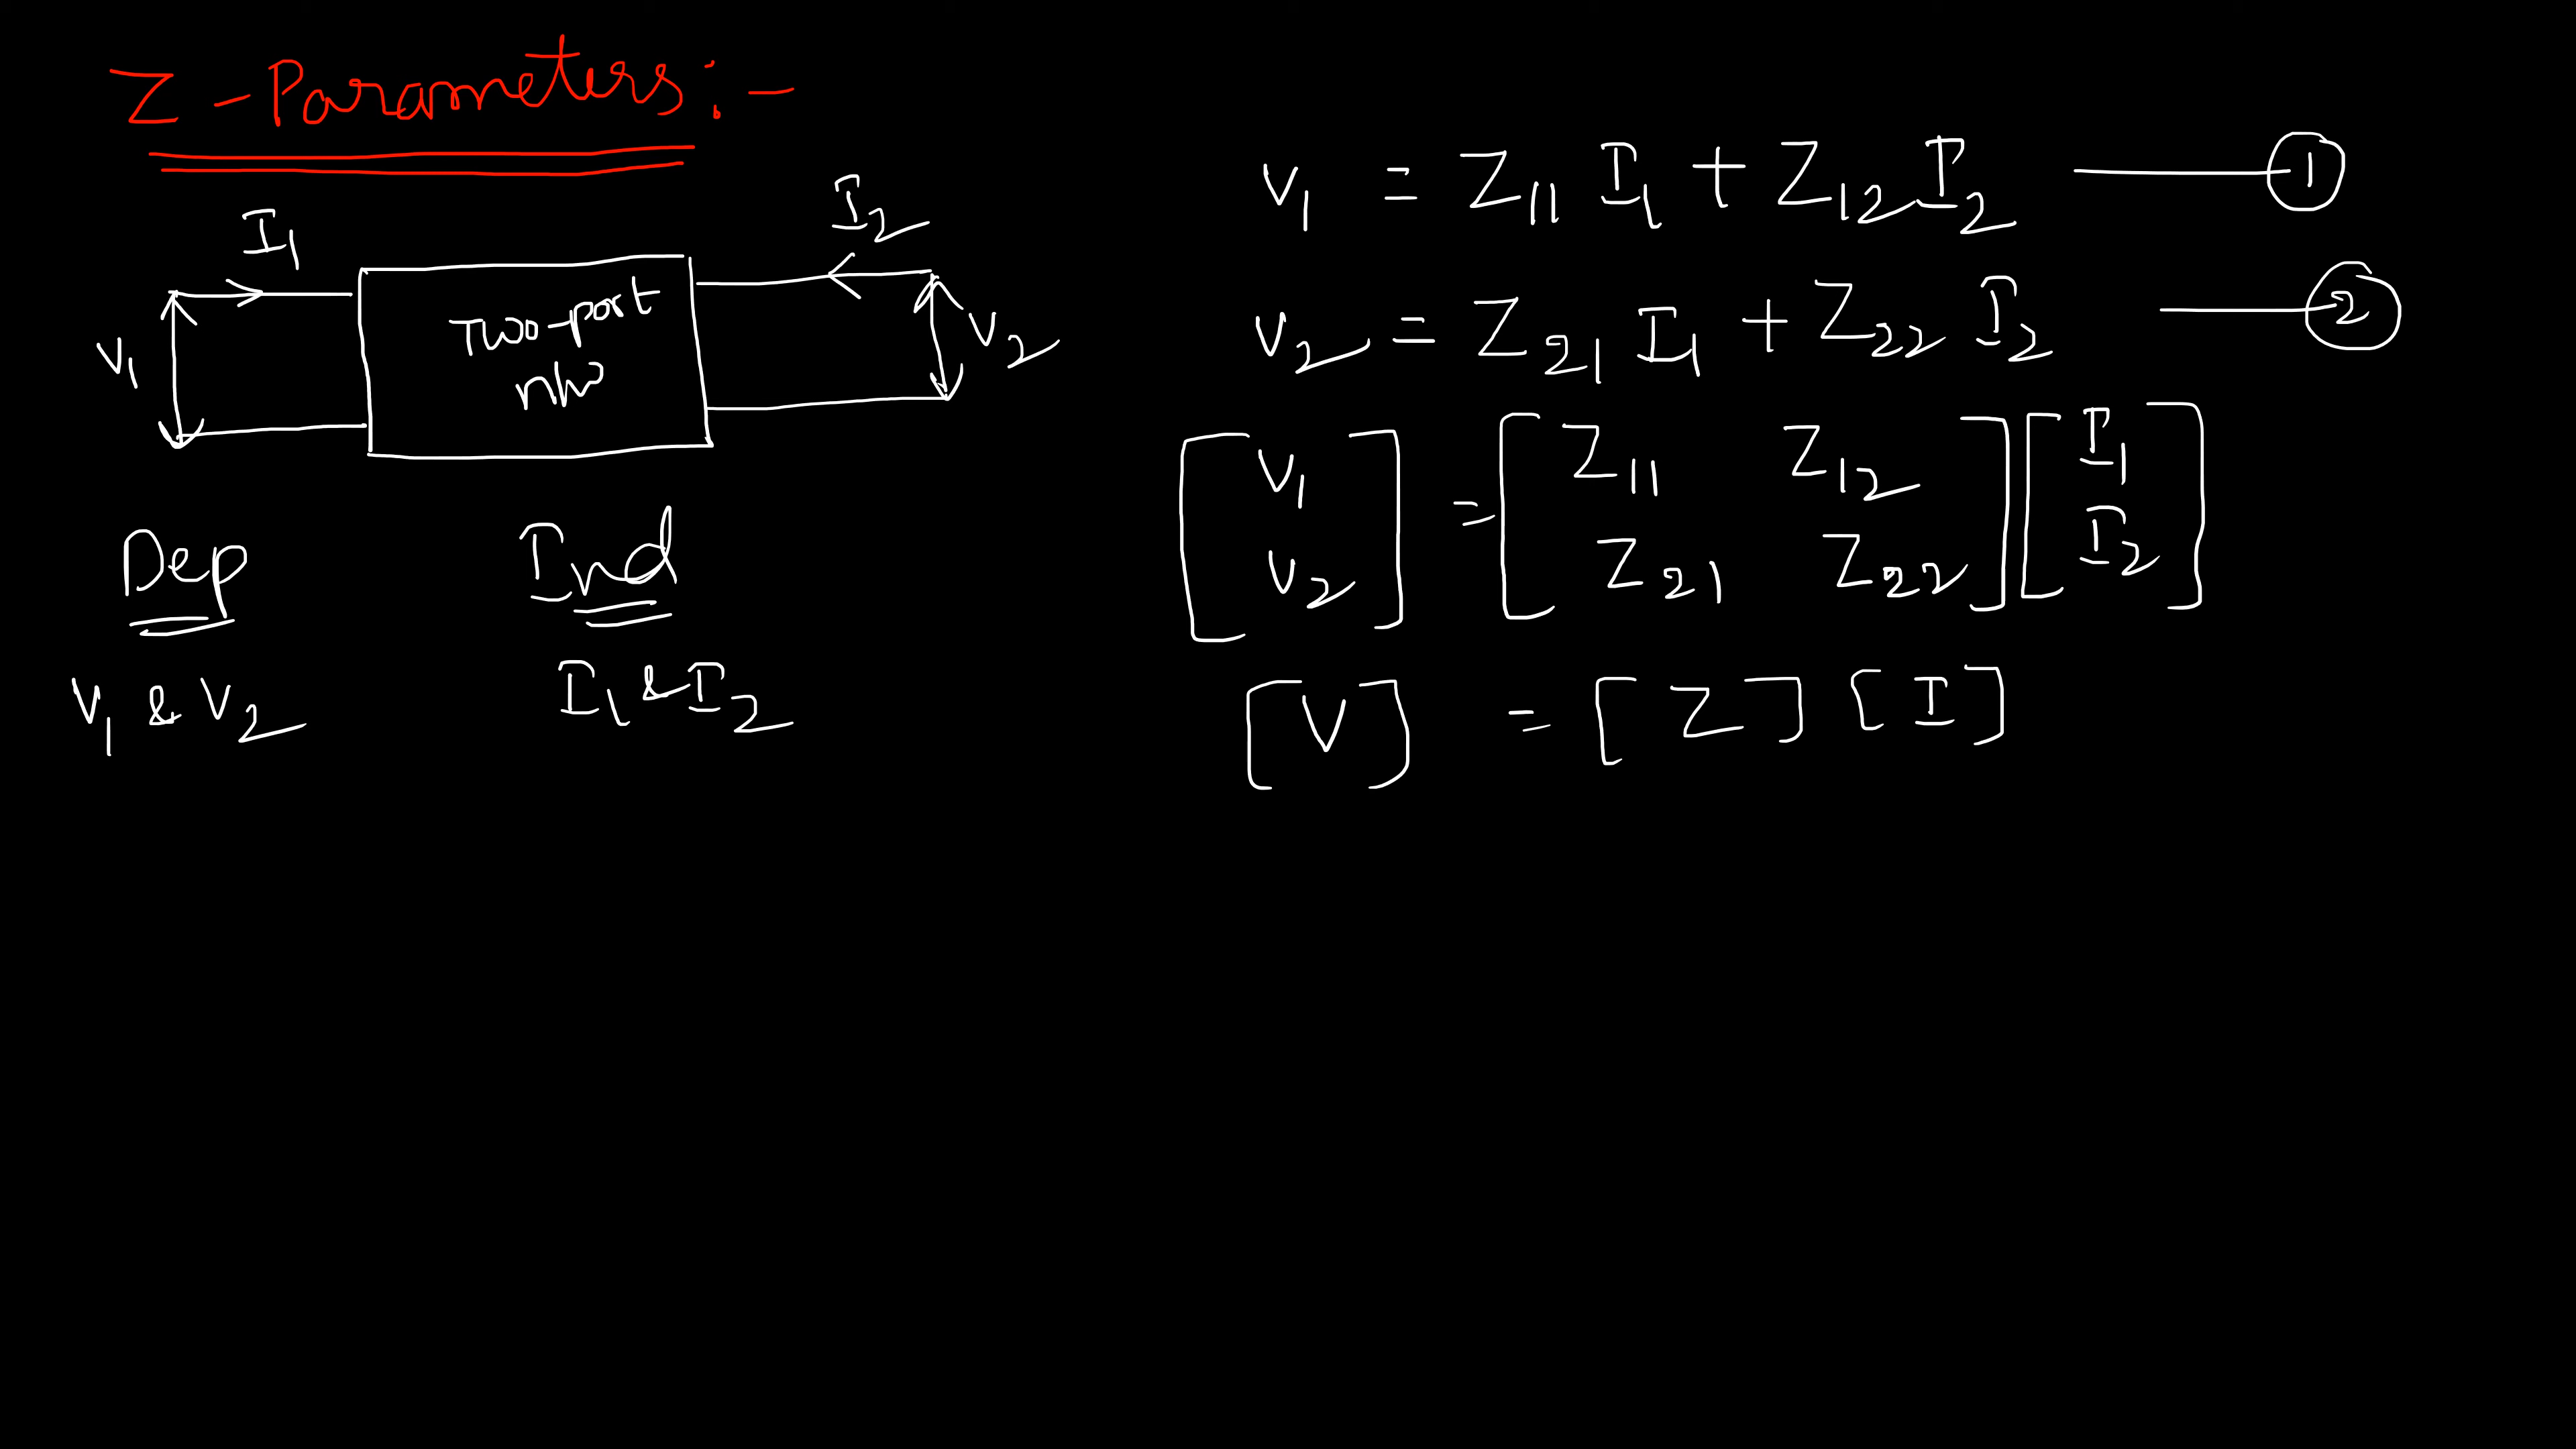 Z - Parameters: -
I1
I2
V1
Two-port
n/w
V2
Dep
Ind
V1 & V2
I1 & I2
V1 = Z11 I1 + Z12 I2 — 1
V2 = Z21 I1 + Z22 I2 — 2
[V1 V2] = [Z11 Z12 Z21 Z22] [I1 I2]
[V] = [Z] [I]